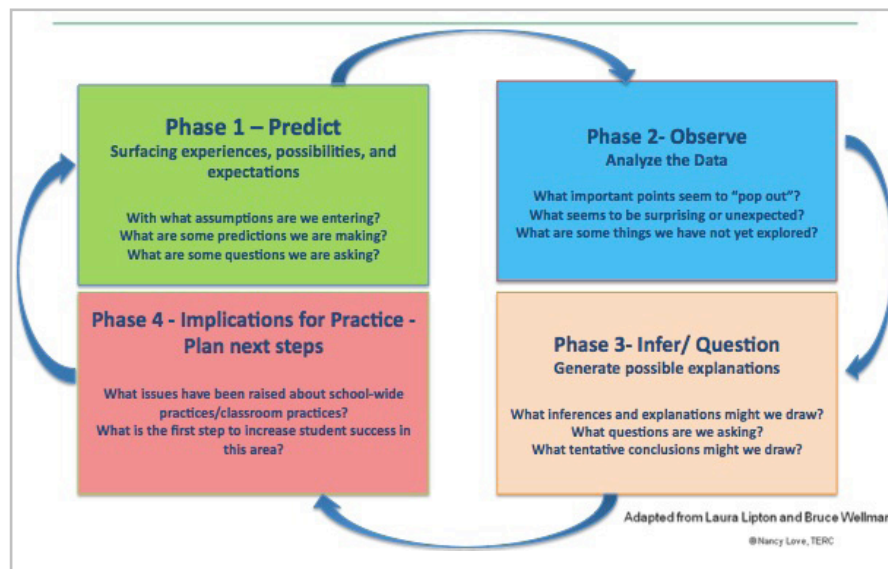 Phase 1 – Predict
Surfacing experiences, possibilities, and
expectations
With what assumptions are we entering?
What are some predictions we are making?
What are some questions we are asking?
Phase 2- Observe
Analyze the Data
What important points seem to “pop out”?
What seems to be surprising or unexpected?
What are some things we have not yet explored?
Phase 3- Infer/ Question
Generate possible explanations
What inferences and explanations might we draw?
What questions are we asking?
What tentative conclusions might we draw?
Phase 4 - Implications for Practice -
Plan next steps
What issues have been raised about school-wide
practices/classroom practices?
What is the first step to increase student success in
this area?
Adapted from Laura Lipton and Bruce Wellman
@Nancy Love, TERC